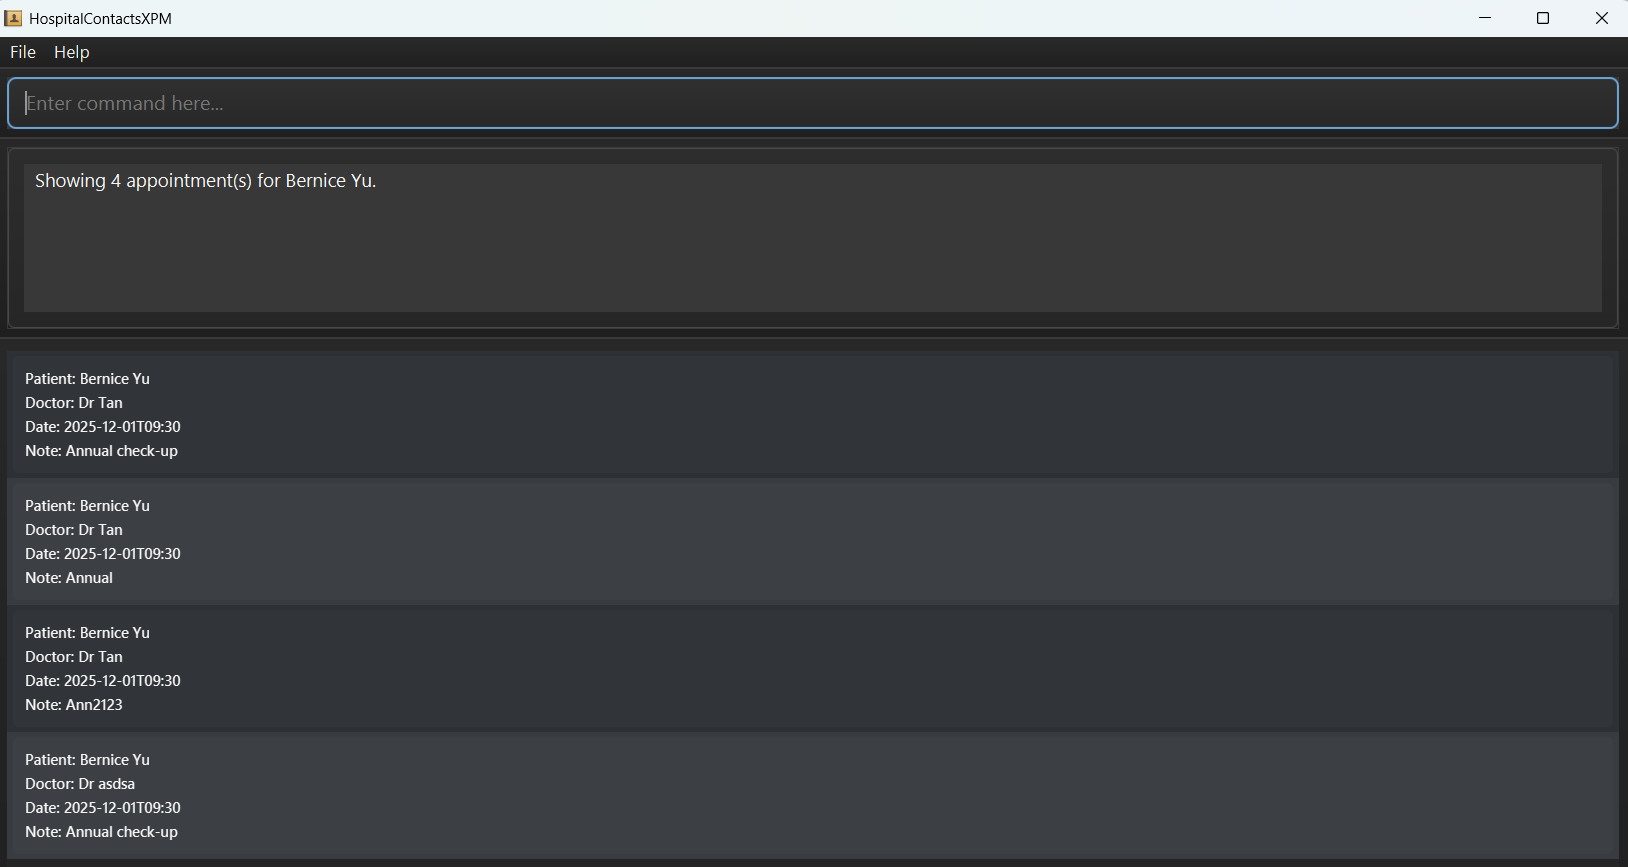 HospitalContactsXPM
File Help
Enter command here...
Showing 4 appointment(s) for Bernice Yu.
Patient: Bernice Yu
Doctor: Dr Tan
Date: 2025-12-01T09:30
Note: Annual check-up
Patient: Bernice Yu
Doctor: Dr Tan
Date: 2025-12-01T09:30
Note: Annual
Patient: Bernice Yu
Doctor: Dr Tan
Date: 2025-12-01T09:30
Note: Ann2123
Patient: Bernice Yu
Doctor: Dr asdsa
Date: 2025-12-01T09:30
Note: Annual check-up